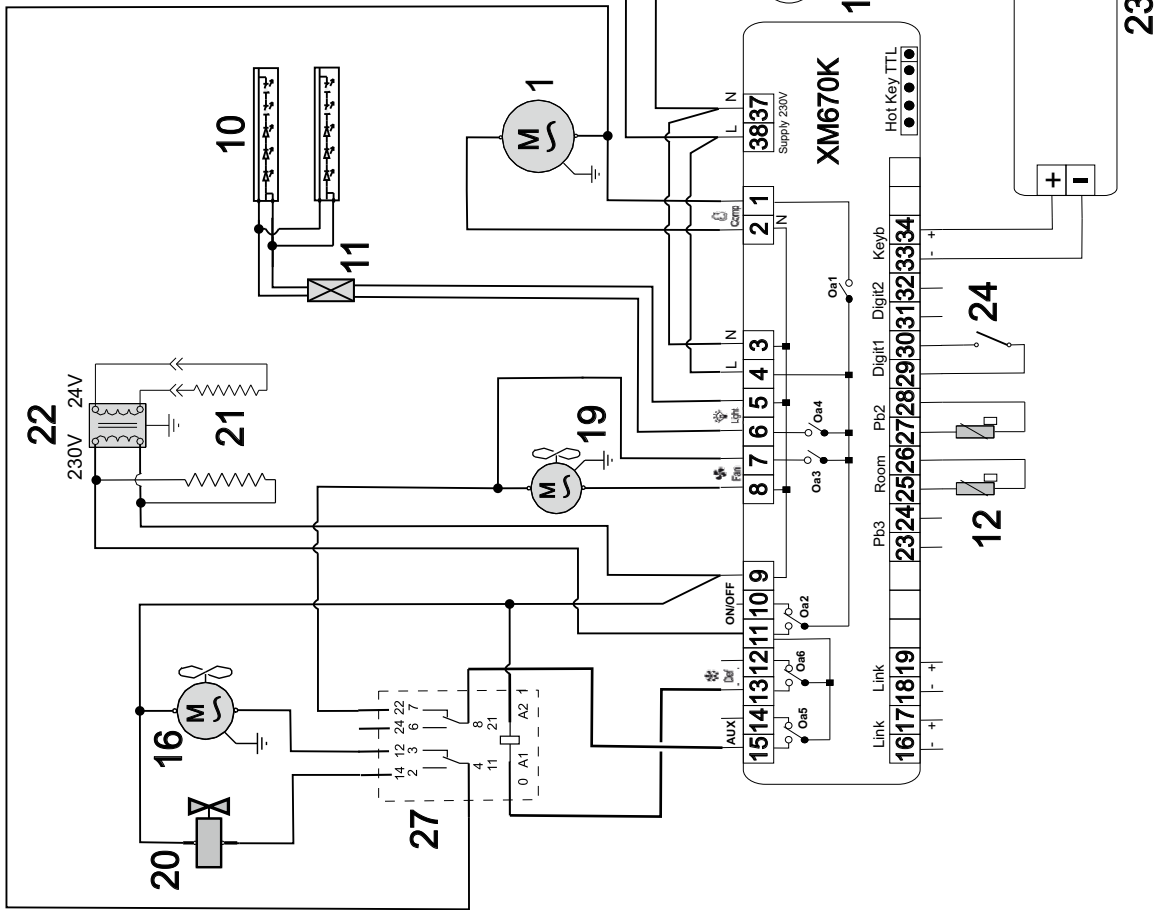 22
230V 24V
20
16
21
10
11
27
14 12 24 22
2 3 6 7
4 8
11 21
0 A1 A2 1
19
1
AUX Def ON/OFF Fan Light L N Comp L N
15 14 13 12 11 10 9 8 7 6 5 4 3 2 1 38 37
N
Supply 230V
Oa5 Oa6 Oa2 Oa3 Oa4 Oa1
XM670K
Link Link Pb3 Room Pb2 Digit1 Digit2 Keyb Hot Key TTL
16 17 18 19 23 24 25 26 27 28 29 30 31 32 33 34
- + - + - +
12
24
+
-
23